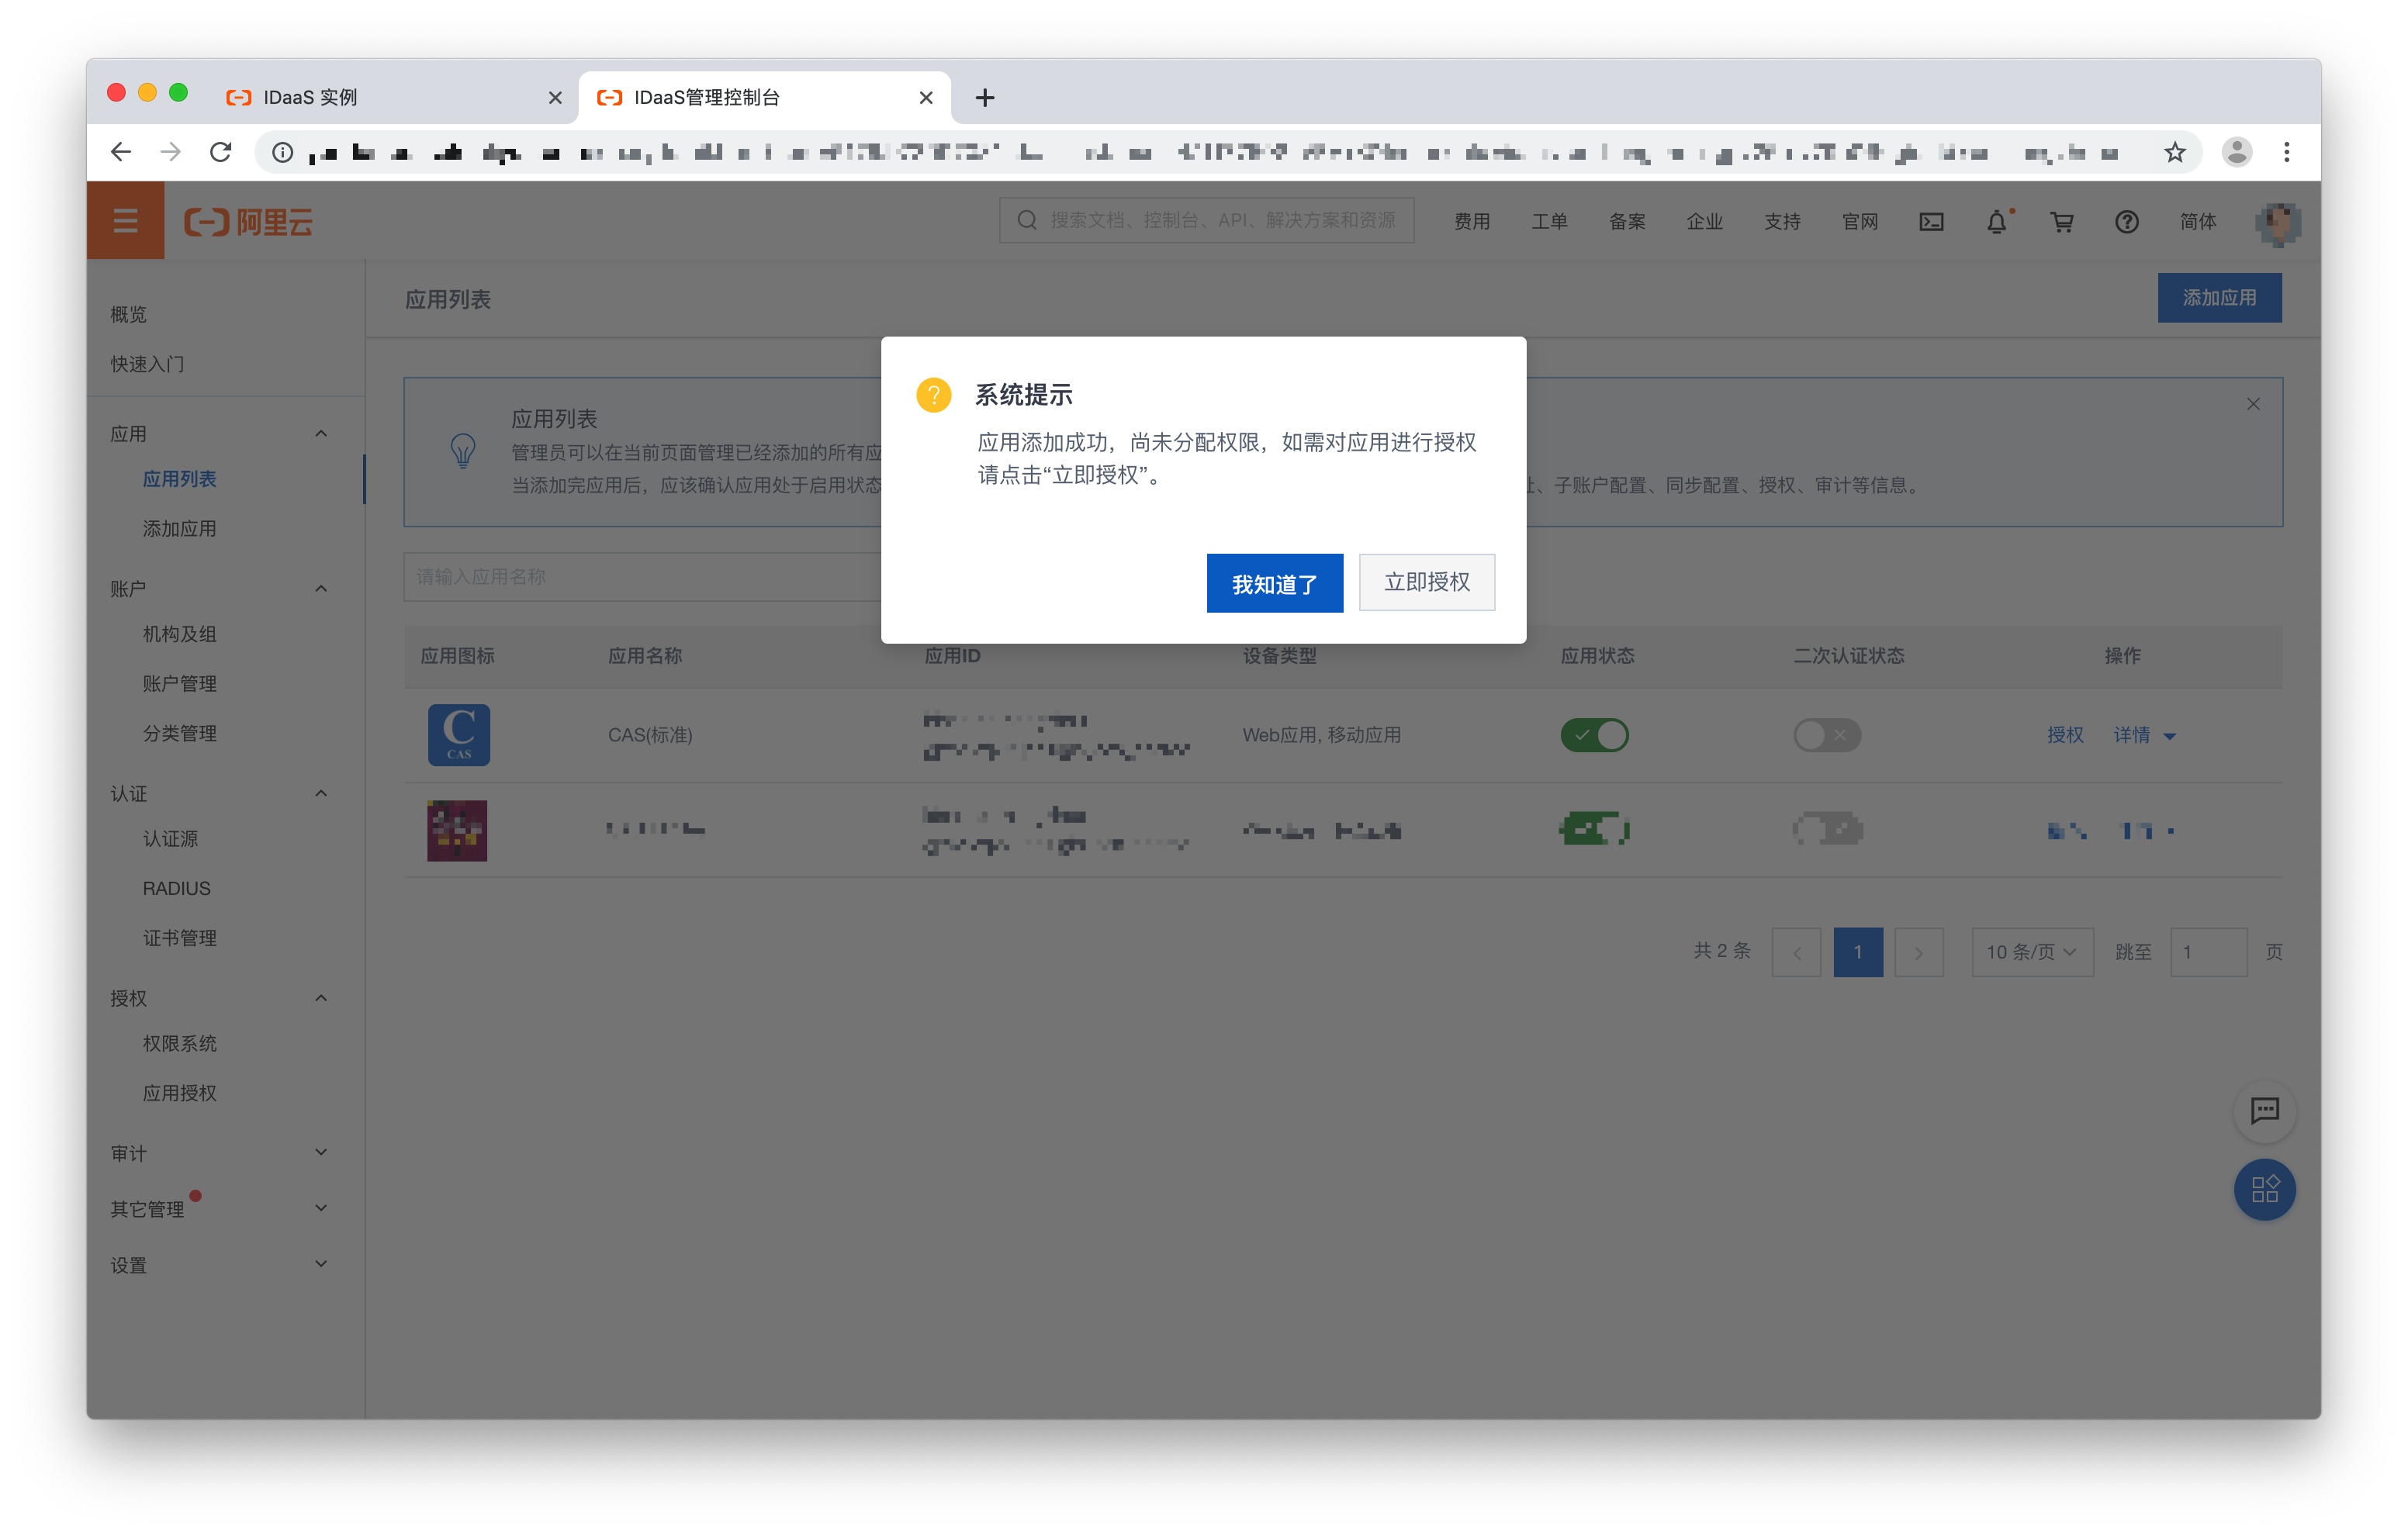 IDaaS 实例
IDaaS管理控制台
阿里云
搜索文档、控制台、API、解决方案和资源
费用
工单
备案
企业
支持
官网
简体
概览
快速入门
应用
应用列表
添加应用
账户
机构及组
账户管理
分类管理
认证
认证源
RADIUS
证书管理
授权
权限系统
应用授权
审计
其它管理
设置
应用列表
添加应用
应用列表
管理员可以在当前页面管理已经添加的所有应
当添加完应用后，应该确认应用处于启用状态
、子账户配置、同步配置、授权、审计等信息。
系统提示
应用添加成功，尚未分配权限，如需对应用进行授权
请点击“立即授权”。
我知道了
立即授权
请输入应用名称
应用图标
应用名称
应用ID
设备类型
应用状态
二次认证状态
操作
C
CAS
CAS(标准)
Web应用, 移动应用
授权
详情
共 2 条
1
10 条/页
跳至
1
页